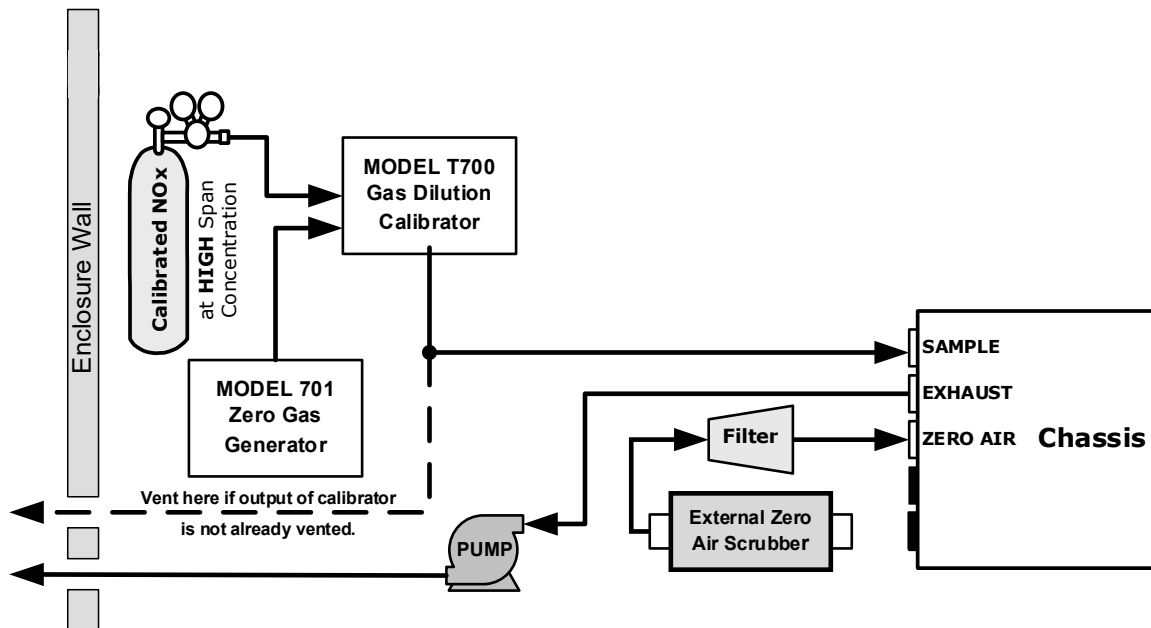 Enclosure Wall
Calibrated NOx
at HIGH Span
Concentration
MODEL T700
Gas Dilution
Calibrator
MODEL 701
Zero Gas
Generator
Vent here if output of calibrator
is not already vented.
PUMP
Filter
External Zero
Air Scrubber
SAMPLE
EXHAUST
ZERO AIR
Chassis